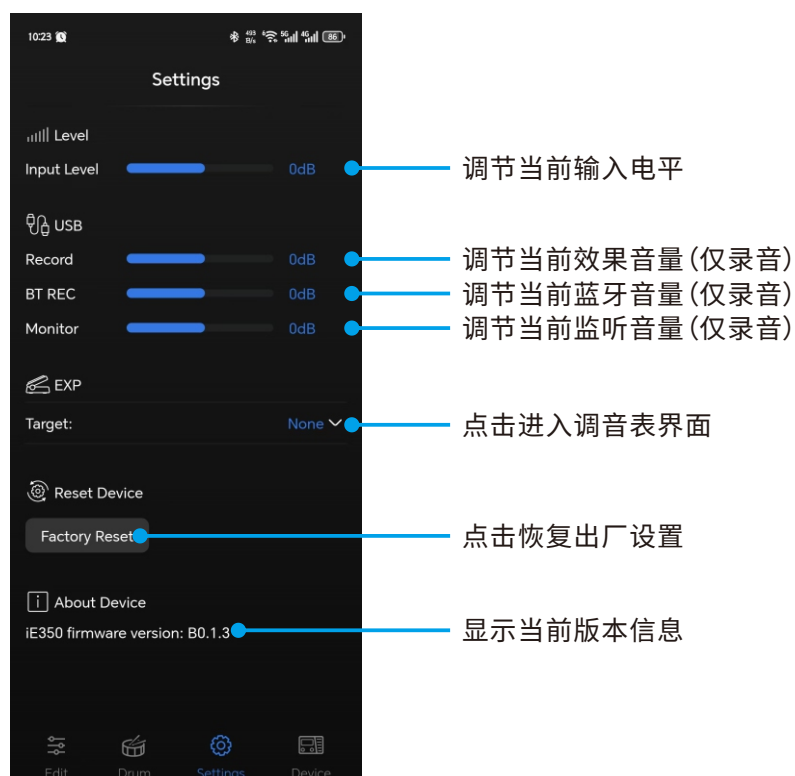 10:23 493 B/s 6 5G 4G 86
Settings
Level
Input Level 0dB 调节当前输入电平
USB
Record 0dB 调节当前效果音量(仅录音)
BT REC 0dB 调节当前蓝牙音量(仅录音)
Monitor 0dB 调节当前监听音量(仅录音)
EXP
Target: None 点击进入调音表界面
Reset Device
Factory Reset 点击恢复出厂设置
About Device
iE350 firmware version: B0.1.3 显示当前版本信息
Edit Drum Settings Device